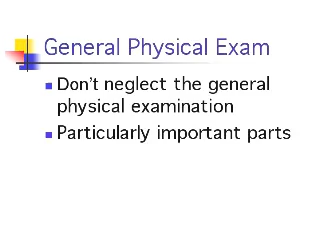 General Physical Exam
Don't neglect the general
physical examination
Particularly important parts